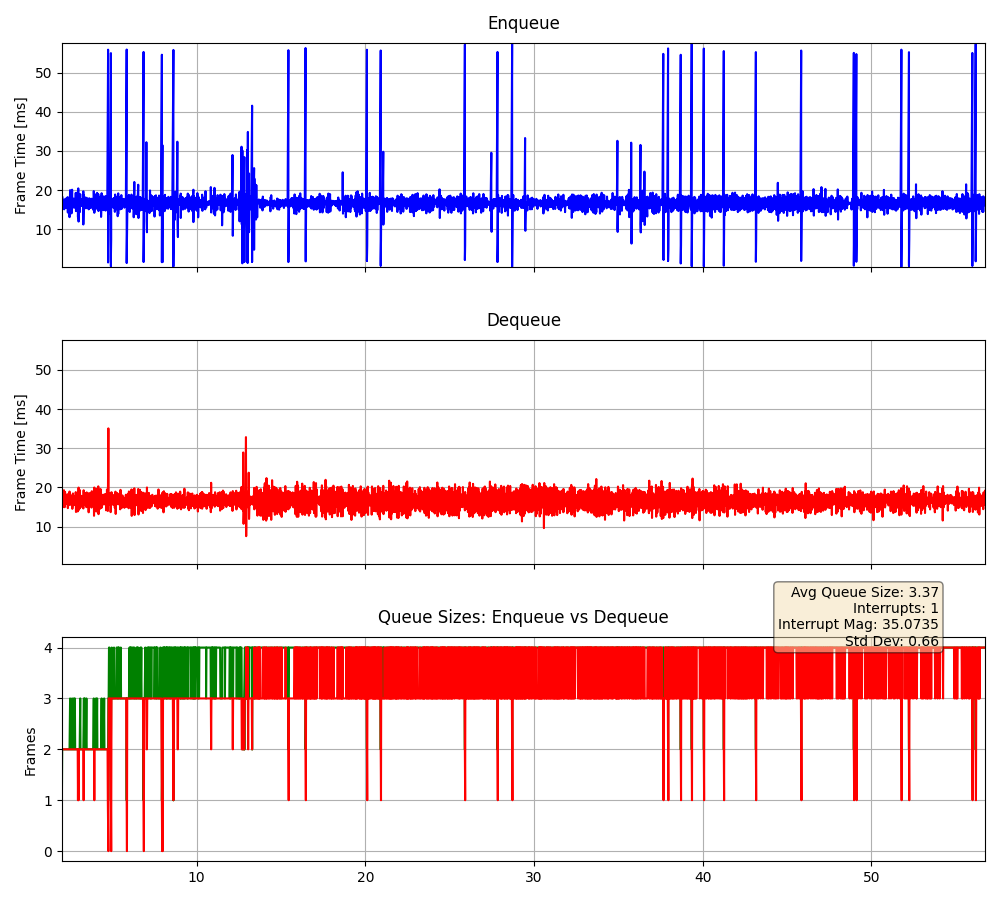 Enqueue
Frame Time [ms]
50
40
30
20
10
Dequeue
Frame Time [ms]
50
40
30
20
10
Avg Queue Size: 3.37
Interrupts: 1
Interrupt Mag: 35.0735
Std Dev: 0.66
Queue Sizes: Enqueue vs Dequeue
Frames
4
3
2
1
0
10 20 30 40 50